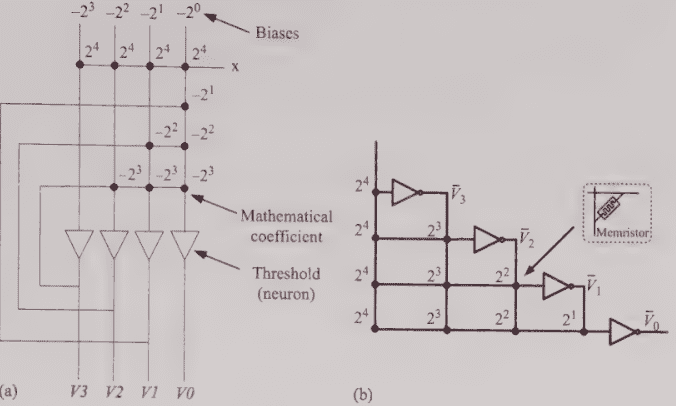 −2³ −2² −2¹ −2⁰
Biases
2⁴ 2⁴ 2⁴ 2⁴
x
−2¹
−2² −2²
−2³ −2³ −2³
Mathematical
coefficient
Threshold
(neuron)
(a)
V3 V2 V1 V0
2⁴ V̅₃
2⁴ 2³ V̅₂
Memristor
2⁴ 2³ 2² V̅₁
2⁴ 2³ 2² 2¹ V̅₀
(b)